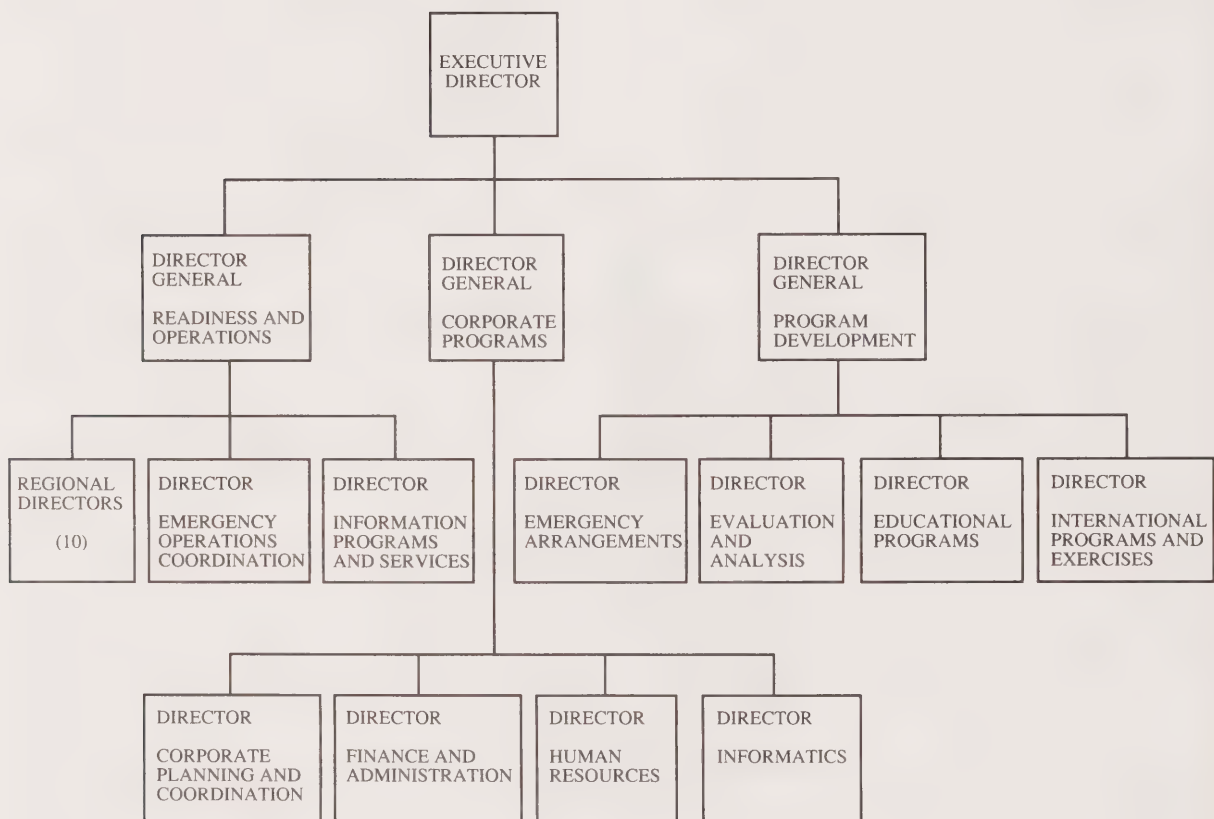 EXECUTIVE
DIRECTOR
DIRECTOR
GENERAL
READINESS AND
OPERATIONS
DIRECTOR
GENERAL
CORPORATE
PROGRAMS
DIRECTOR
GENERAL
PROGRAM
DEVELOPMENT
REGIONAL
DIRECTORS
(10)
DIRECTOR
EMERGENCY
OPERATIONS
COORDINATION
DIRECTOR
INFORMATION
PROGRAMS
AND SERVICES
DIRECTOR
EMERGENCY
ARRANGEMENTS
DIRECTOR
EVALUATION
AND
ANALYSIS
DIRECTOR
EDUCATIONAL
PROGRAMS
DIRECTOR
INTERNATIONAL
PROGRAMS AND
EXERCISES
DIRECTOR
CORPORATE
PLANNING AND
COORDINATION
DIRECTOR
FINANCE AND
ADMINISTRATION
DIRECTOR
HUMAN
RESOURCES
DIRECTOR
INFORMATICS